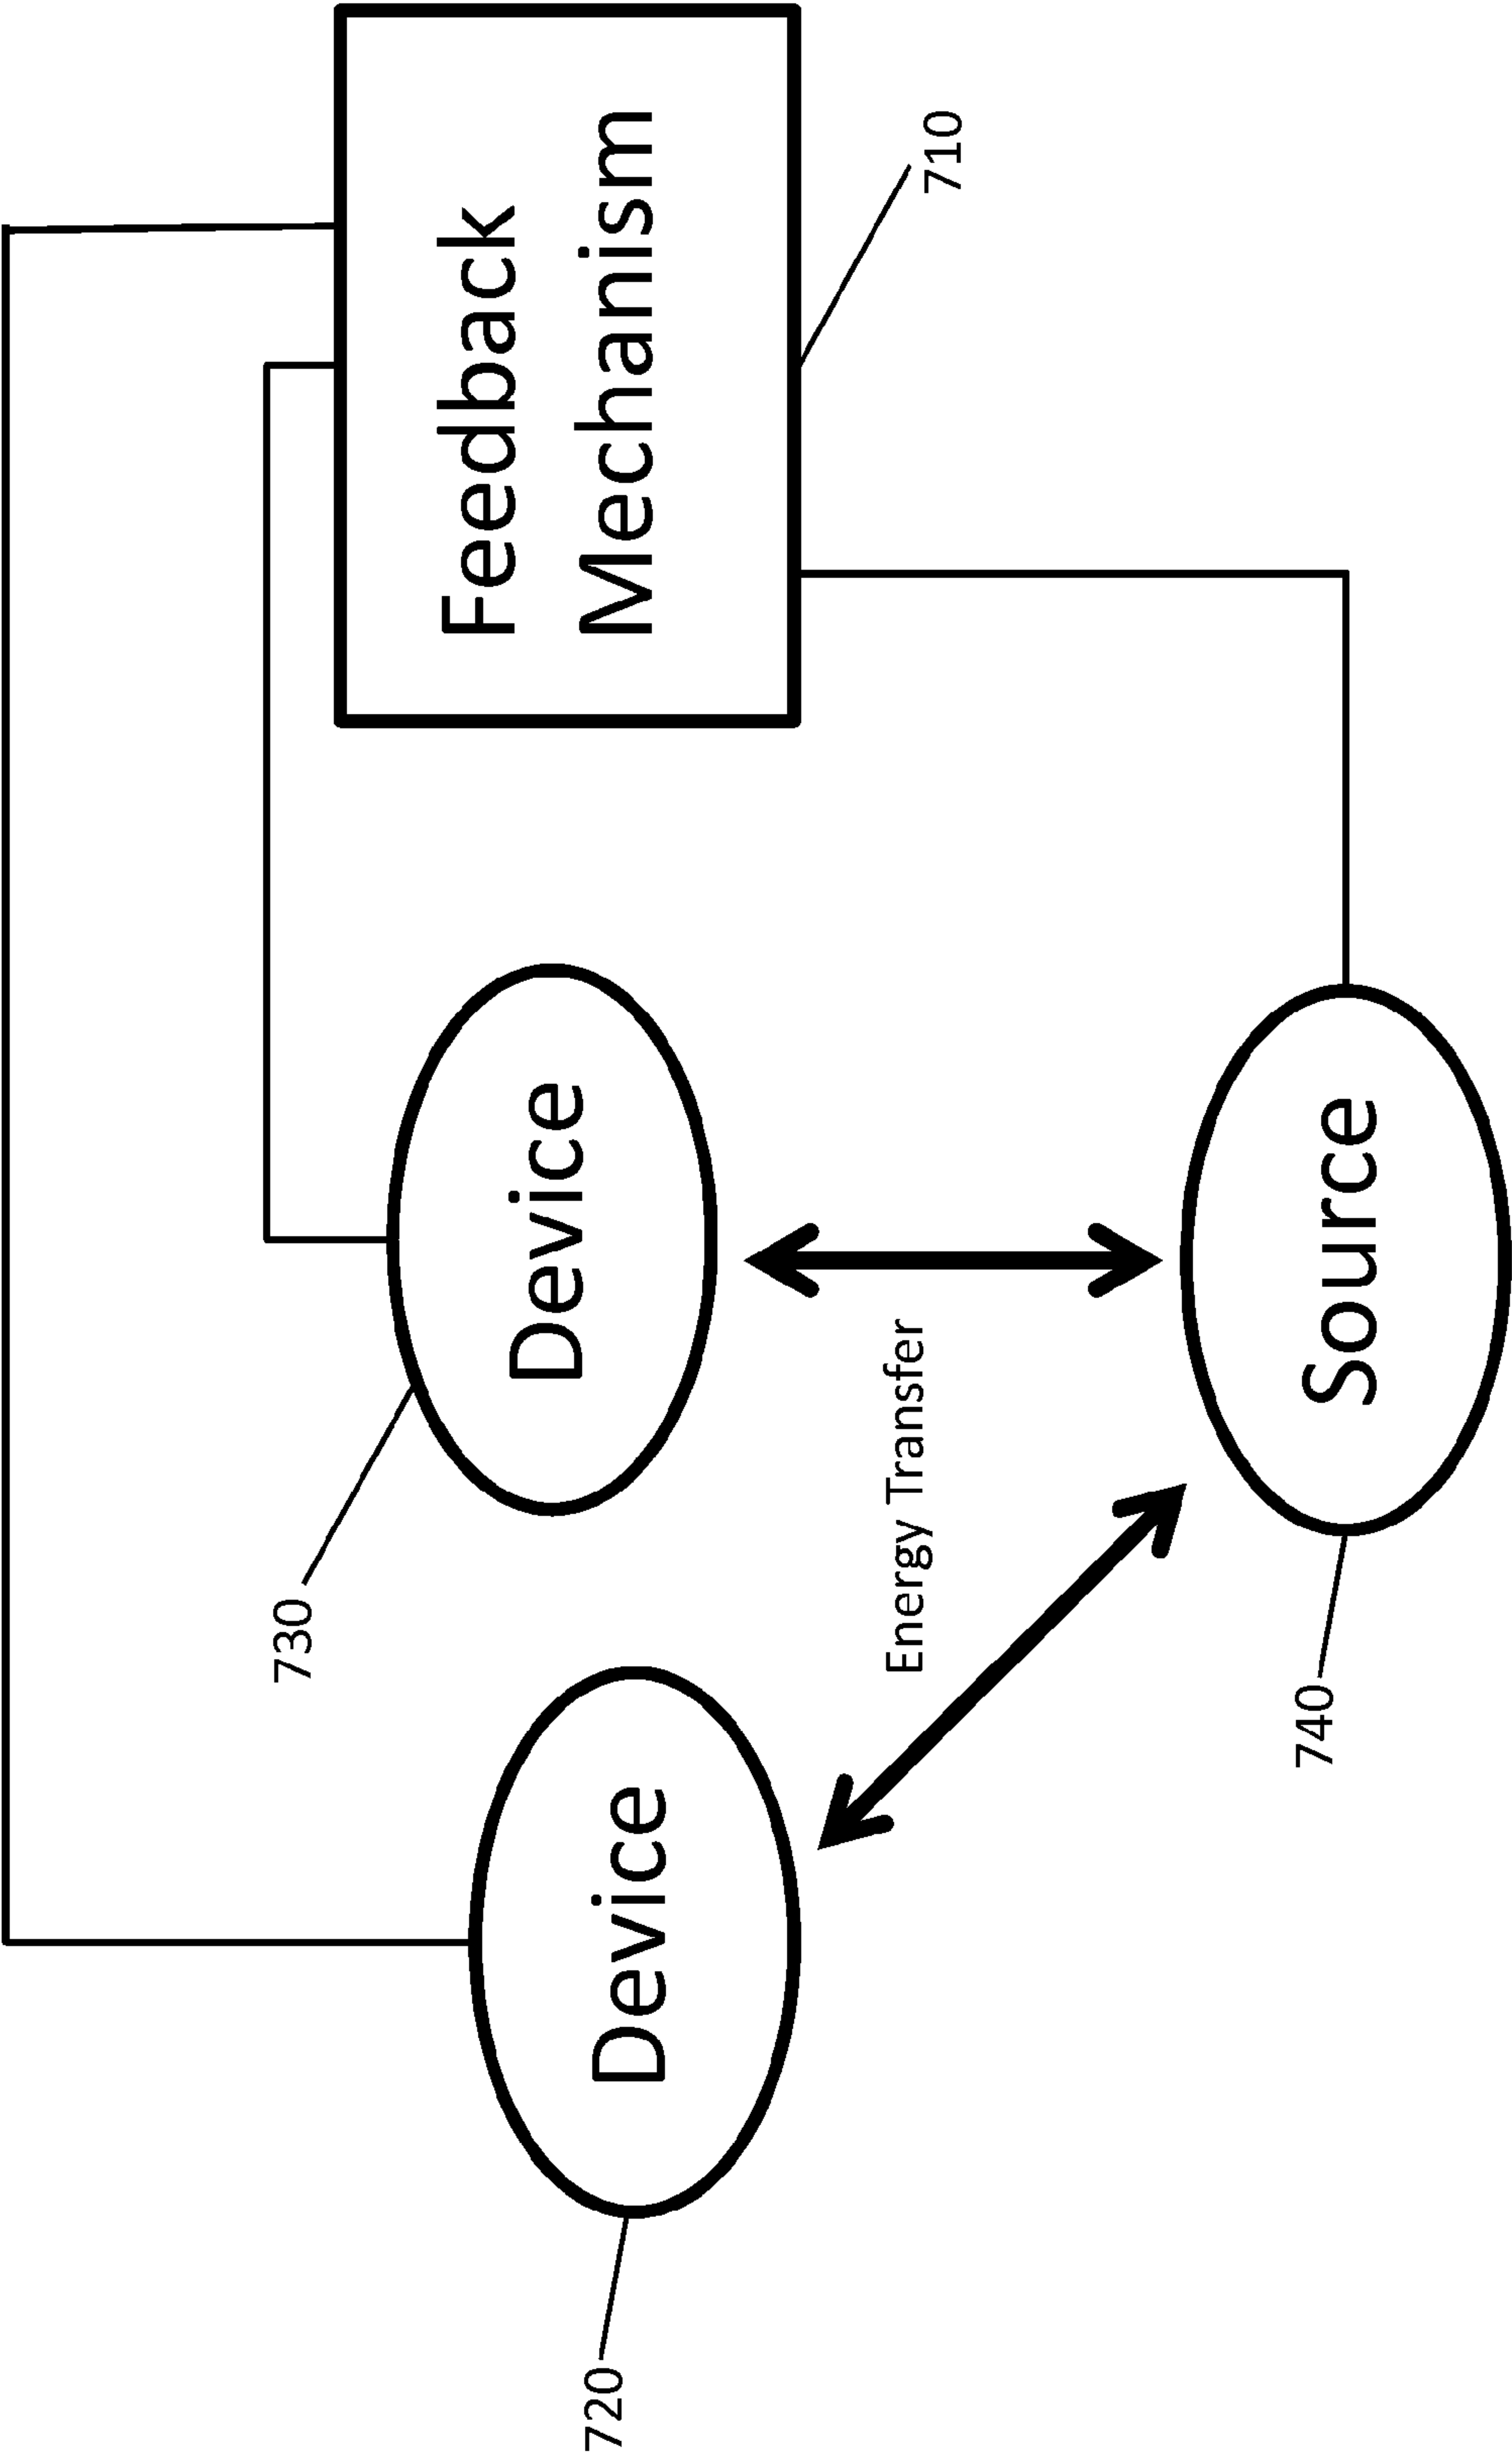 Feedback
Mechanism
710
Device
730
Device
720
Energy Transfer
Source
740